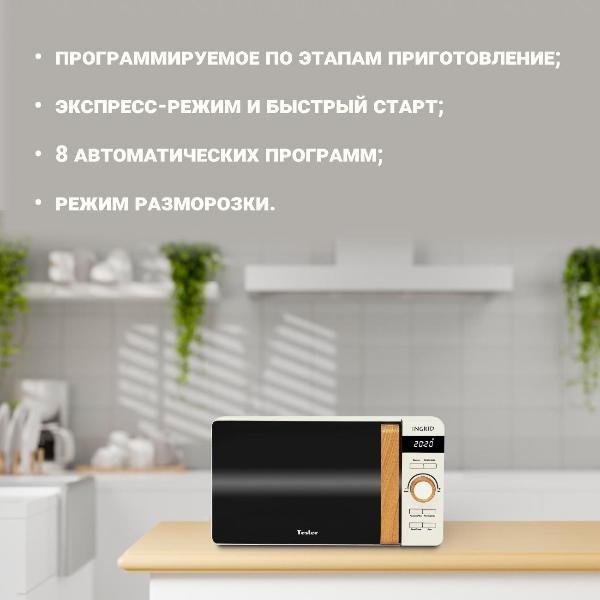 • ПРОГРАММИРУЕМОЕ ПО ЭТАПАМ ПРИГОТОВЛЕНИЕ;
• ЭКСПРЕСС-РЕЖИМ И БЫСТРЫЙ СТАРТ;
• 8 АВТОМАТИЧЕСКИХ ПРОГРАММ;
• РЕЖИМ РАЗМОРОЗКИ.
INGRID
2020
Tesler